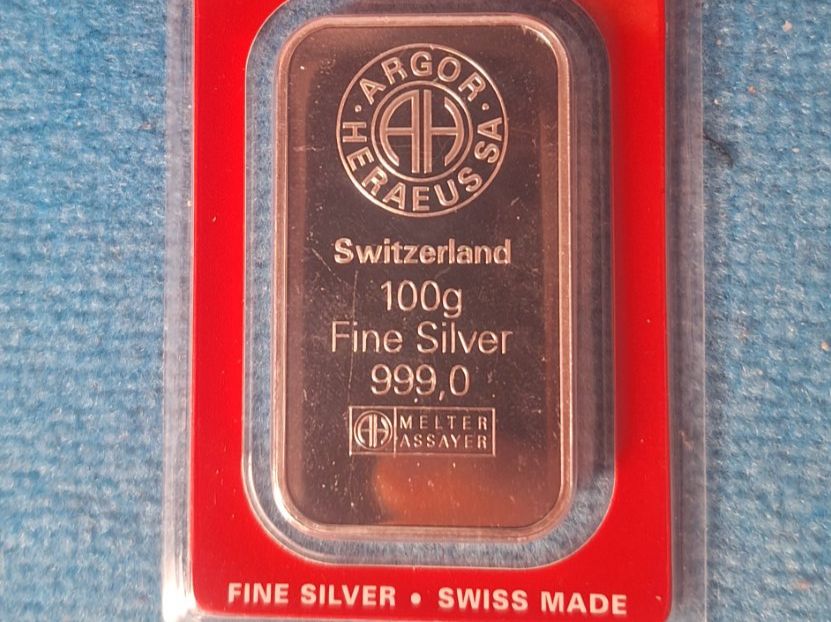 · ARGOR ·
HERAEUS SA
AH
Switzerland
100g
Fine Silver
999,0
AH MELTER
ASSAYER
FINE SILVER • SWISS MADE